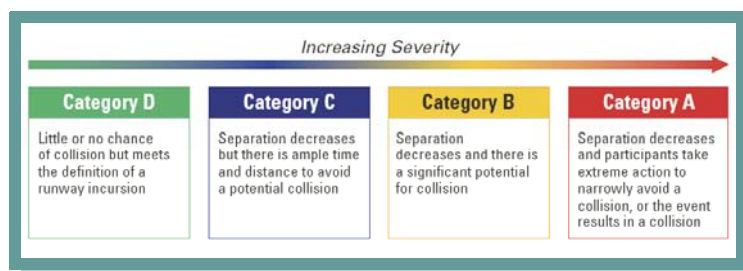 Increasing Severity
Category D
Little or no chance
of collision but meets
the definition of a
runway incursion
Category C
Separation decreases
but there is ample time
and distance to avoid
a potential collision
Category B
Separation
decreases and there is
a significant potential
for collision
Category A
Separation decreases
and participants take
extreme action to
narrowly avoid a
collision, or the event
results in a collision